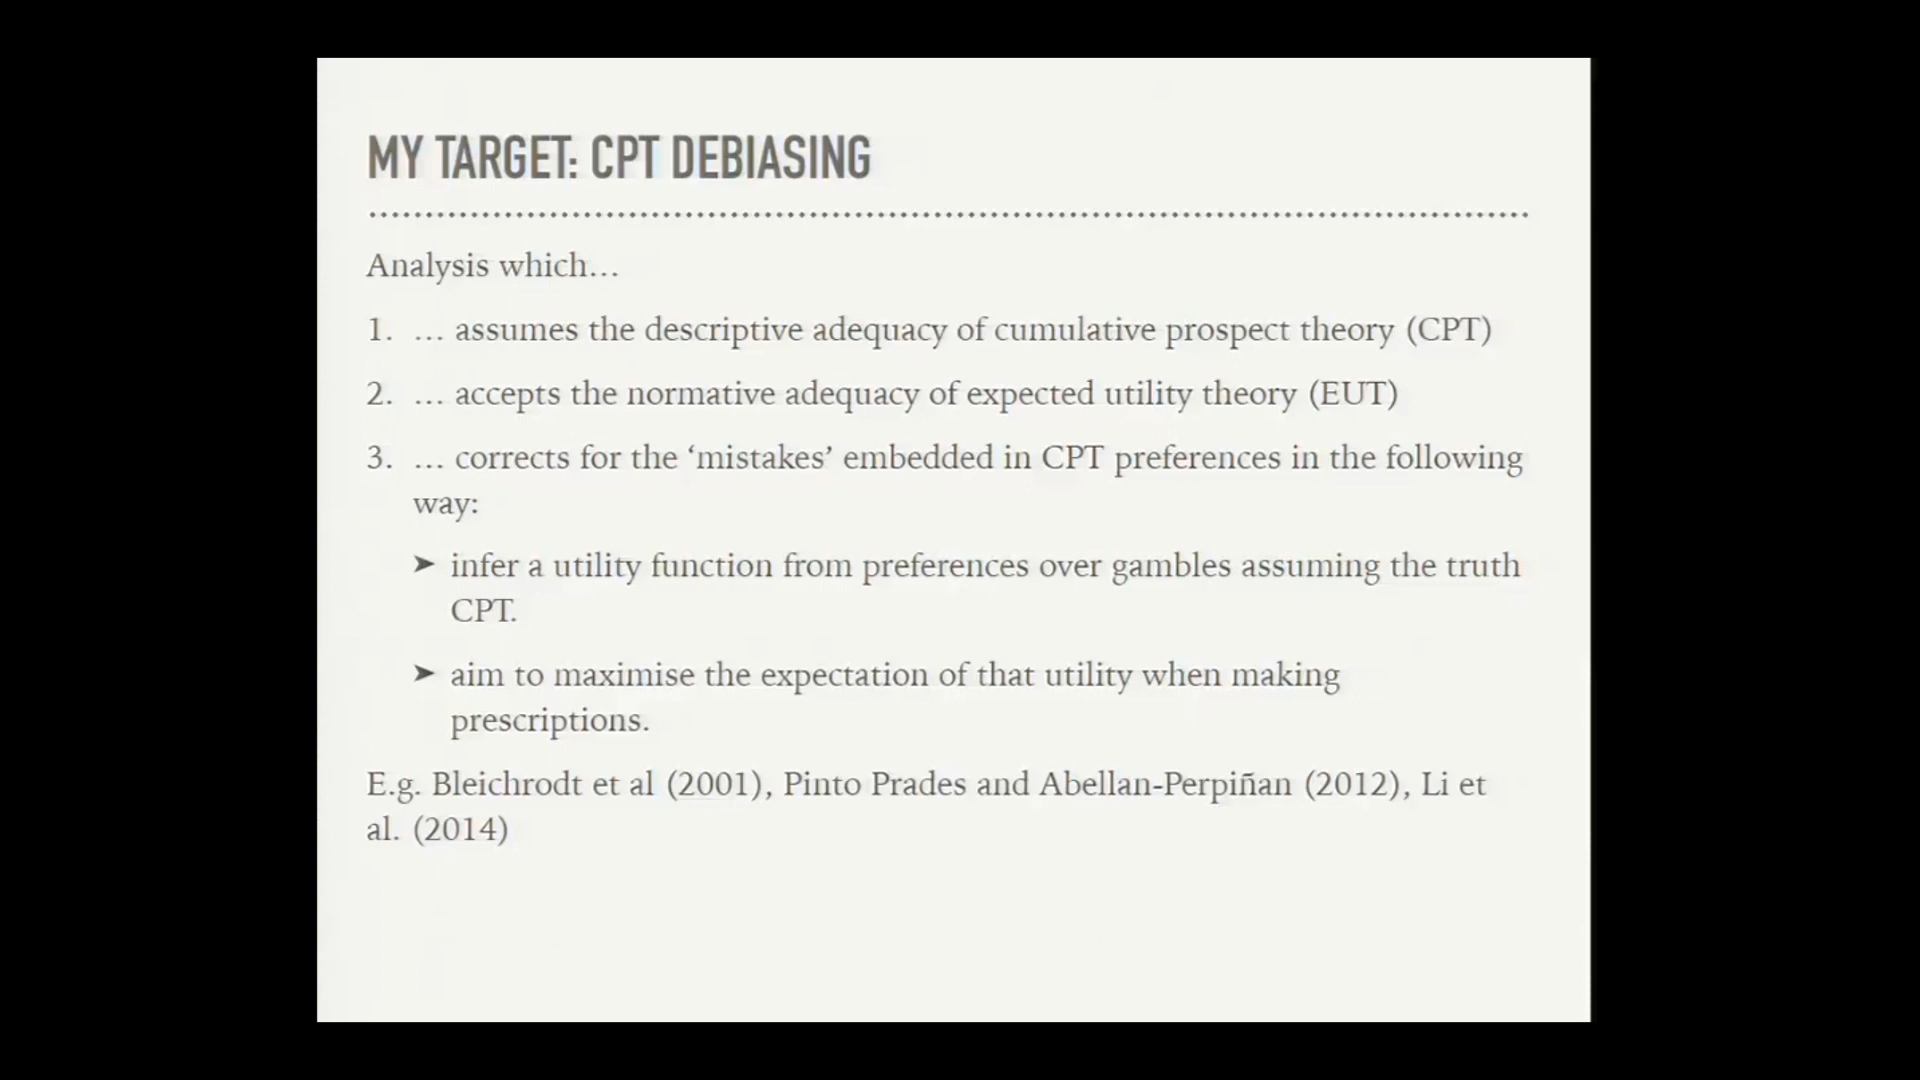 MY TARGET: CPT DEBIASING
Analysis which…
1. … assumes the descriptive adequacy of cumulative prospect theory (CPT)
2. … accepts the normative adequacy of expected utility theory (EUT)
3. … corrects for the ‘mistakes’ embedded in CPT preferences in the following
way:
➤ infer a utility function from preferences over gambles assuming the truth
CPT.
➤ aim to maximise the expectation of that utility when making
prescriptions.
E.g. Bleichrodt et al (2001), Pinto Prades and Abellan-Perpiñan (2012), Li et
al. (2014)